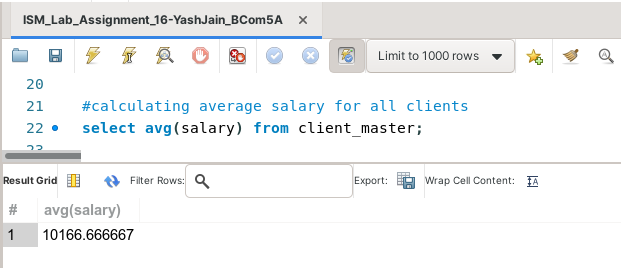 ISM_Lab_Assignment_16-YashJain_BCom5A ×
Limit to 1000 rows
20
21 #calculating average salary for all clients
22 select avg(salary) from client_master;
23
Result Grid Filter Rows: Export: Wrap Cell Content: IA
# avg(salary)
1 10166.666667